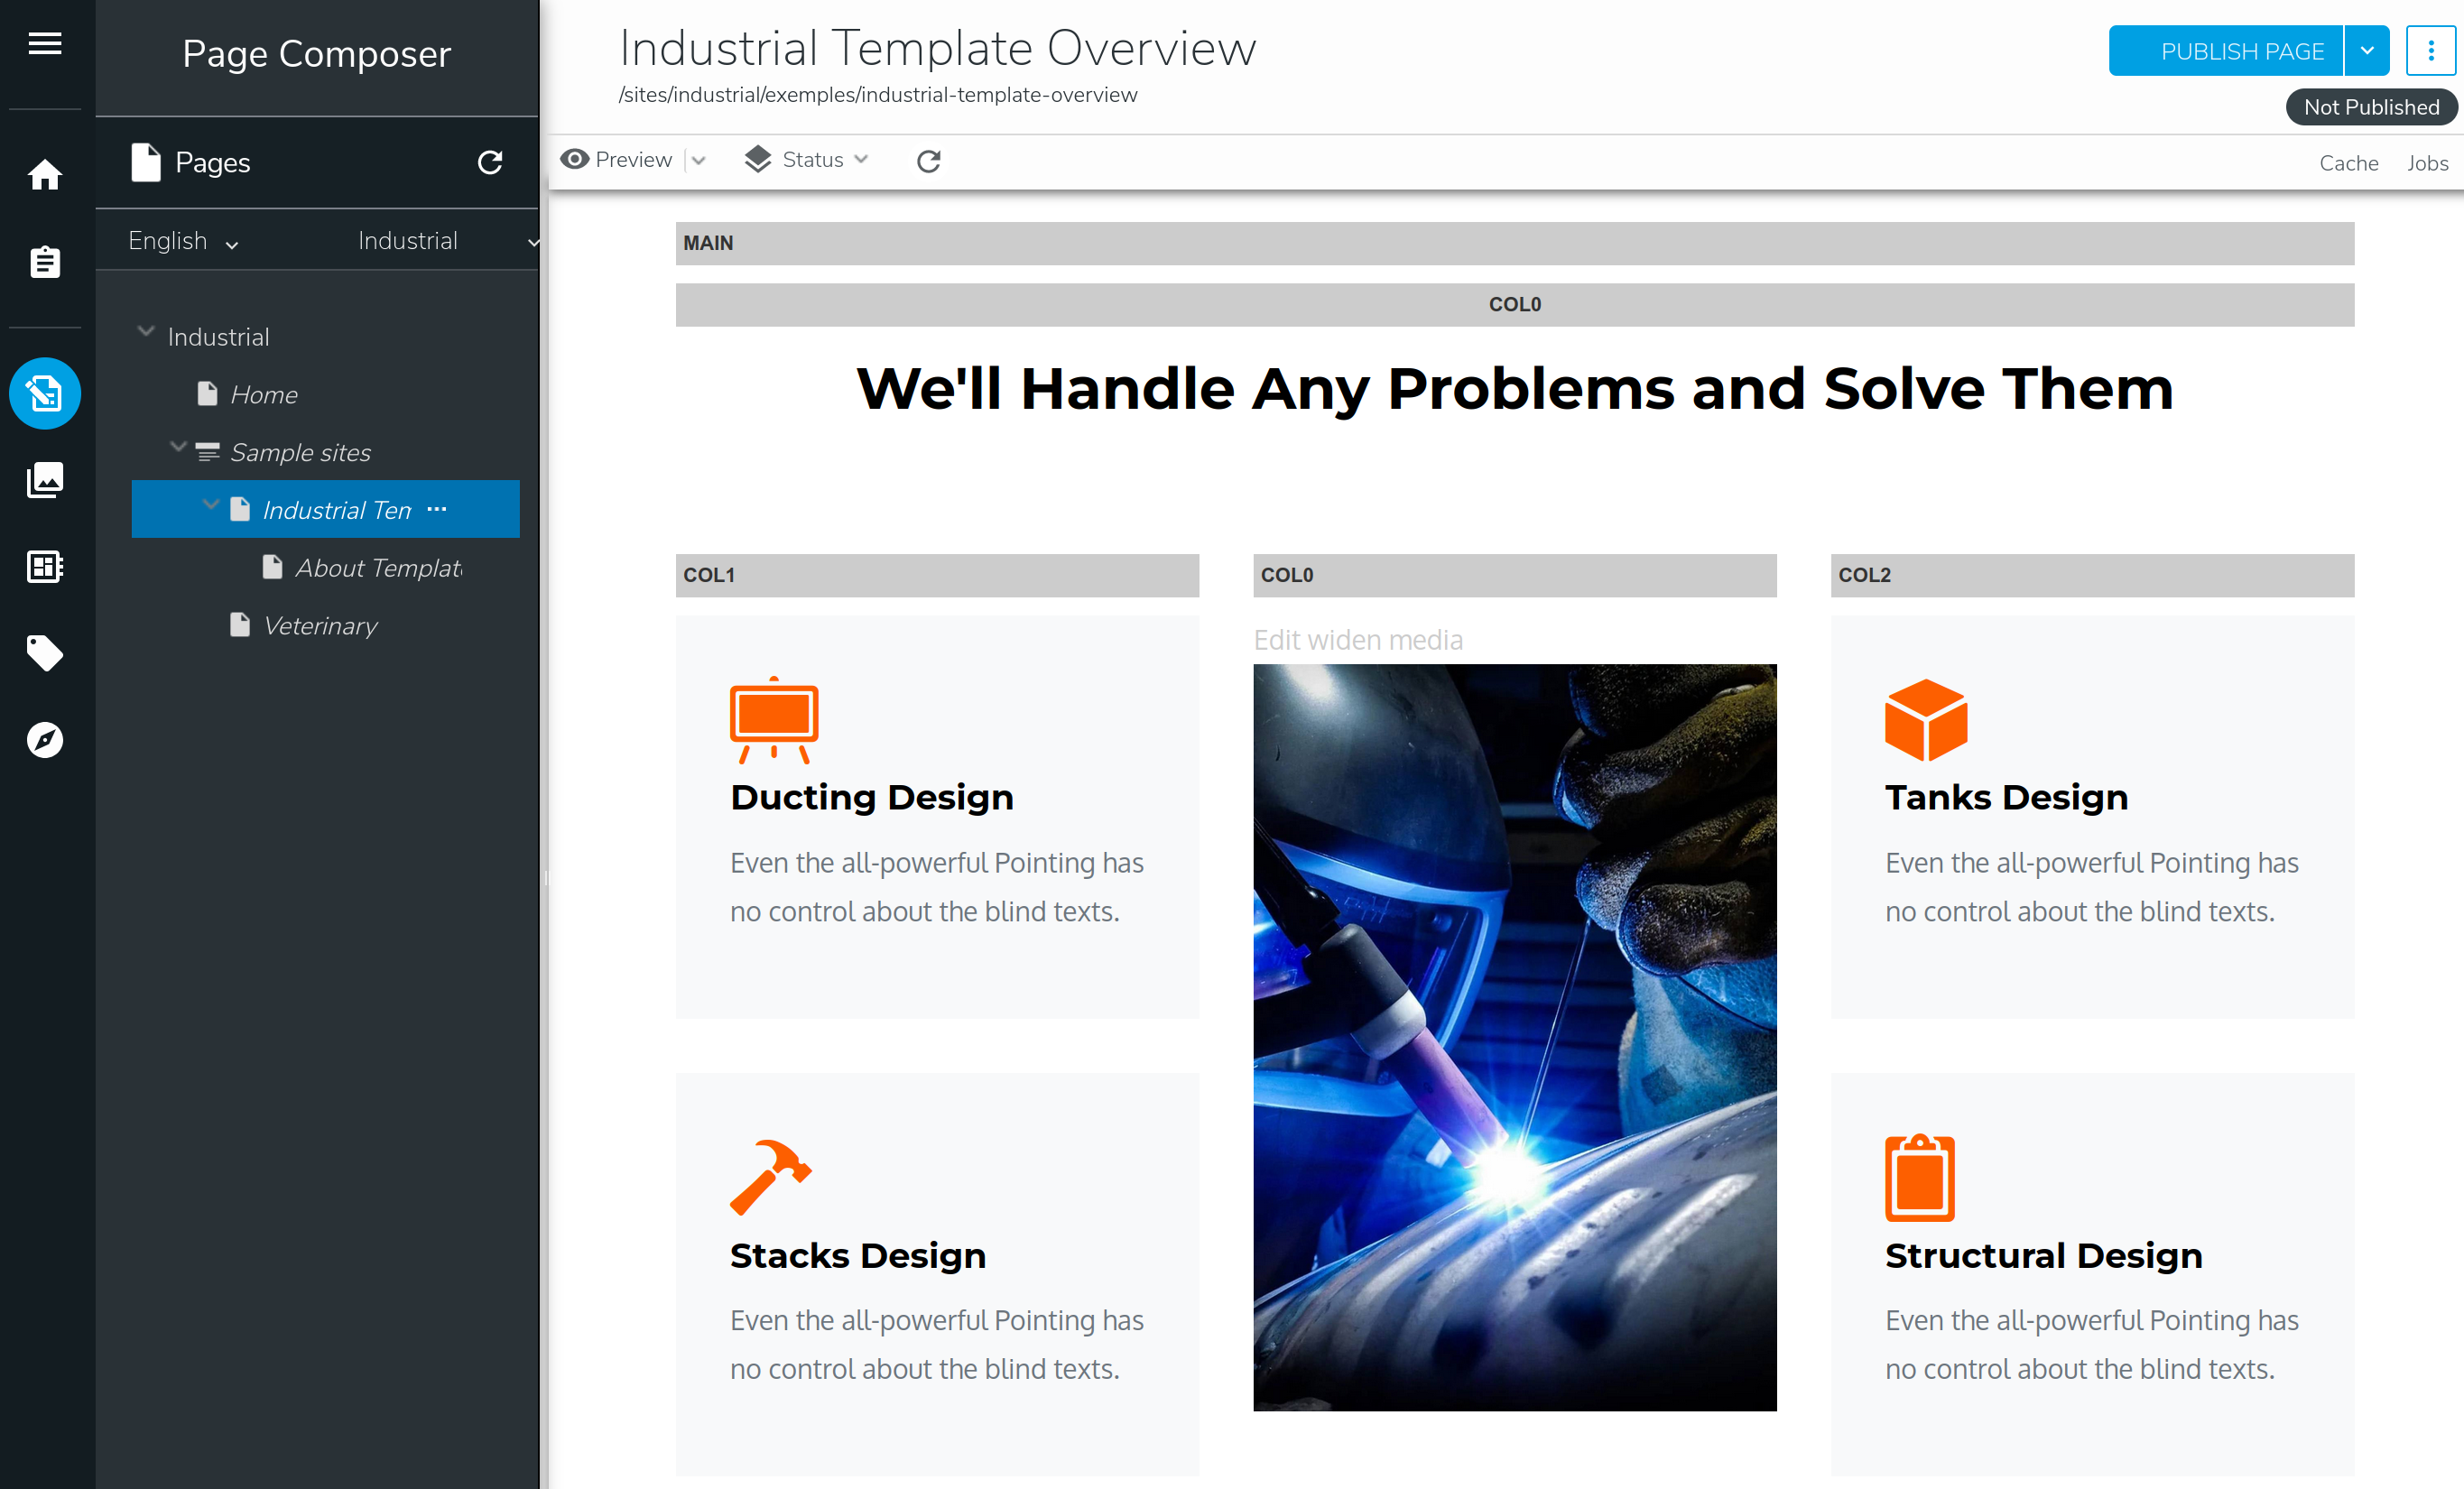 Page Composer
Industrial Template Overview
/sites/industrial/exemples/industrial-template-overview
PUBLISH PAGE
Not Published
Pages
Preview
Status
Cache
Jobs
English
Industrial
Industrial
Home
Sample sites
Industrial Tem
About Template
Veterinary
MAIN
COL0
We'll Handle Any Problems and Solve Them
COL1
Ducting Design
Even the all-powerful Pointing has
no control about the blind texts.
Stacks Design
Even the all-powerful Pointing has
no control about the blind texts.
COL0
Edit widen media
COL2
Tanks Design
Even the all-powerful Pointing has
no control about the blind texts.
Structural Design
Even the all-powerful Pointing has
no control about the blind texts.